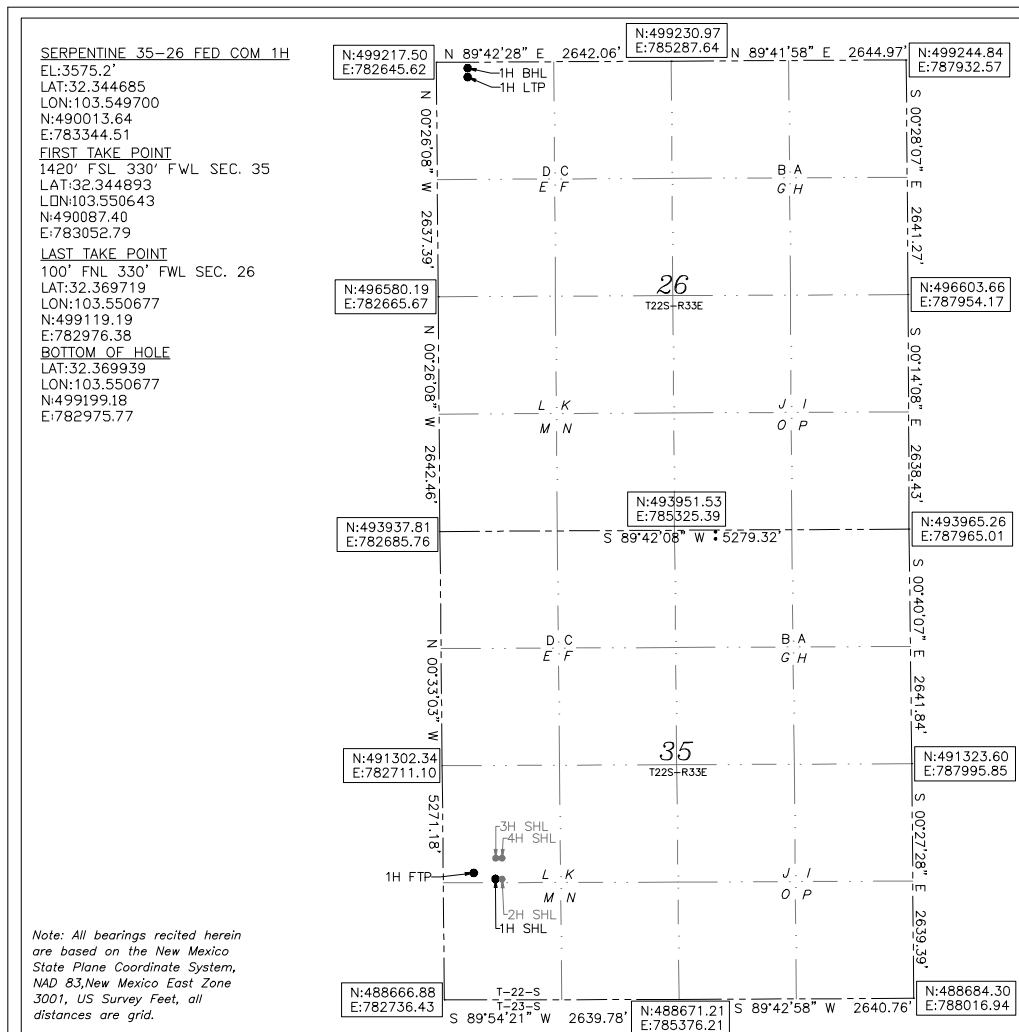 SERPENTINE 35-26 FED COM 1H
EL:3575.2'
LAT:32.344685
LON:103.549700
N:490013.64
E:783344.51
FIRST TAKE POINT
1420' FSL 330' FWL SEC. 35
LAT:32.344893
L□N:103.550643
N:490087.40
E:783052.79
LAST TAKE POINT
100' FNL 330' FWL SEC. 26
LAT:32.369719
LON:103.550677
N:499119.19
E:782976.38
BOTTOM OF HOLE
LAT:32.369939
LON:103.550677
N:499199.18
E:782975.77
N:499217.50
E:782645.62
N 89°42'28" E 2642.06'
N:499230.97
E:785287.64
N 89°41'58" E 2644.97'
N:499244.84
E:787932.57
1H BHL
1H LTP
N 00°26'08" W 2637.39'
S 00°28'07" E 2641.27'
D C
E F
B A
G H
N:496580.19
E:782665.67
26
T22S-R33E
N:496603.66
E:787954.17
N 00°26'08" W 2642.46'
S 00°14'08" E 2638.43'
L K
M N
J I
O P
N:493937.81
E:782685.76
N:493951.53
E:785325.39
S 89°42'08" W : 5279.32'
N:493965.26
E:787965.01
N 00°33'03" W 5271.18'
S 00°40'07" E 2641.84'
D C
E F
B A
G H
N:491302.34
E:782711.10
35
T22S-R33E
N:491323.60
E:787995.85
S 00°27'28" E 2639.39'
3H SHL
4H SHL
1H FTP
L K
M N
J I
O P
2H SHL
1H SHL
N:488666.88
E:782736.43
T-22-S
T-23-S
S 89°54'21" W 2639.78'
N:488671.21
E:785376.21
S 89°42'58" W 2640.76'
N:488684.30
E:788016.94
Note: All bearings recited herein
are based on the New Mexico
State Plane Coordinate System,
NAD 83,New Mexico East Zone
3001, US Survey Feet, all
distances are grid.